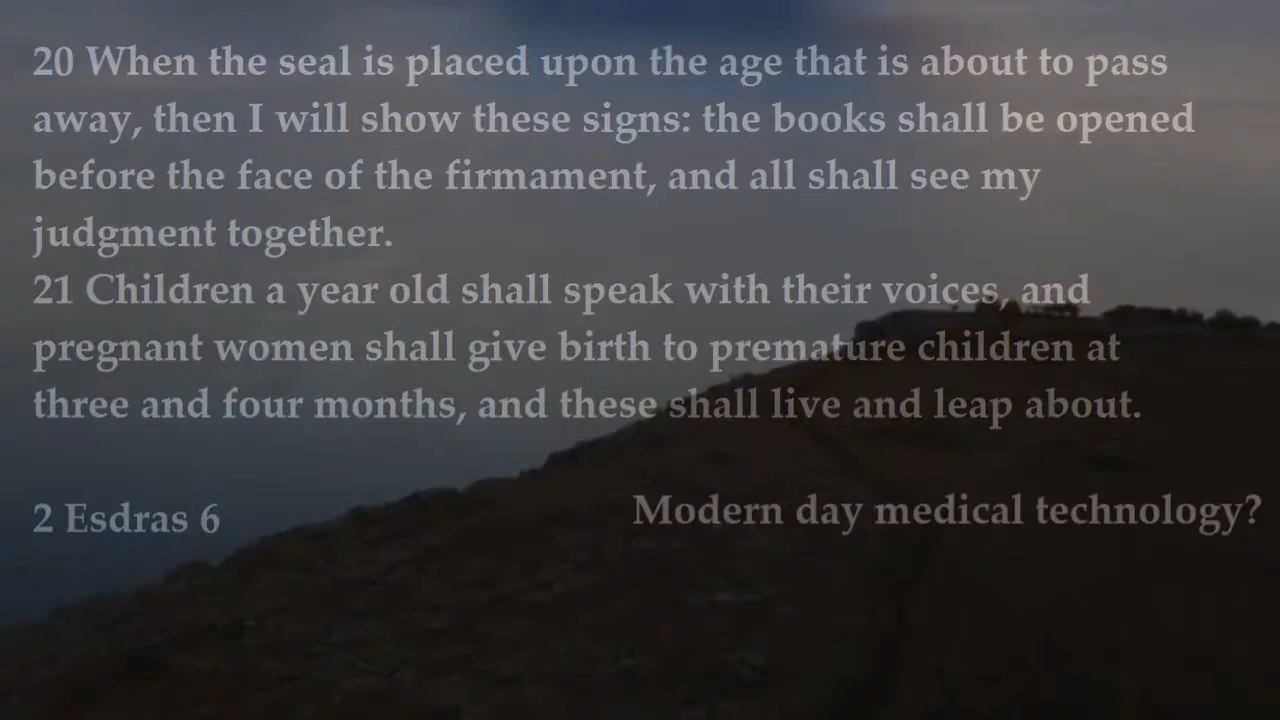 20 When the seal is placed upon the age that is about to pass
away, then I will show these signs: the books shall be opened
before the face of the firmament, and all shall see my
judgment together.
21 Children a year old shall speak with their voices, and
pregnant women shall give birth to premature children at
three and four months, and these shall live and leap about.
2 Esdras 6
Modern day medical technology?